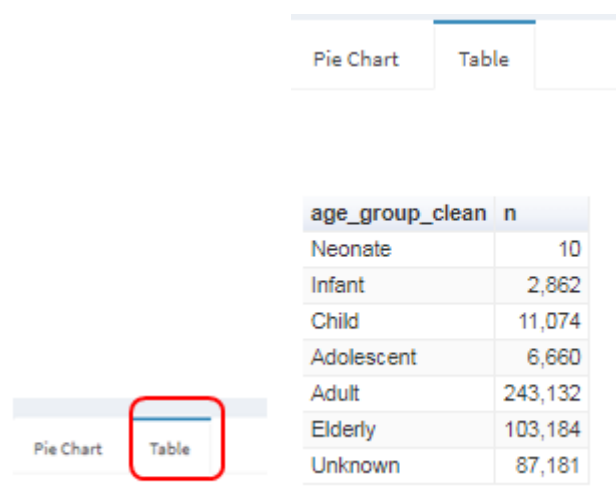 Pie Chart Table
age_group_clean n
Neonate 10
Infant 2,862
Child 11,074
Adolescent 6,660
Adult 243,132
Elderly 103,184
Unknown 87,181
Pie Chart Table